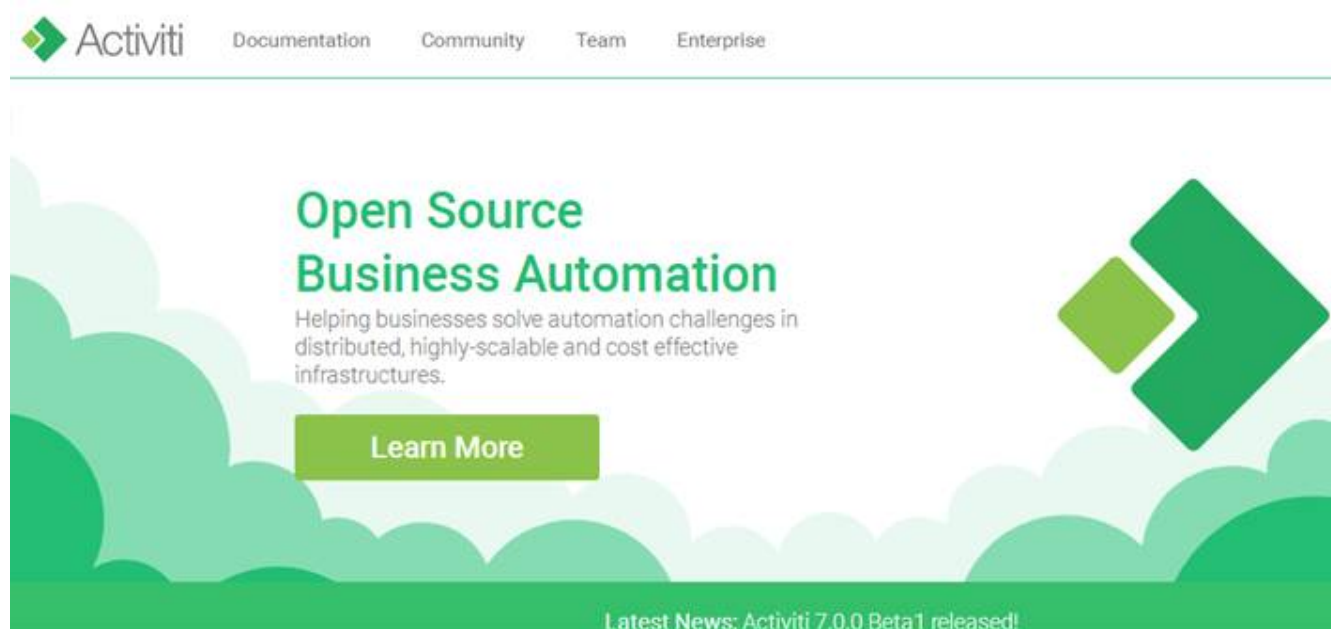 Activiti Documentation Community Team Enterprise
Open Source
Business Automation
Helping businesses solve automation challenges in
distributed, highly-scalable and cost effective
infrastructures.
Learn More
Latest News: Activiti 7.0.0 Beta1 released!